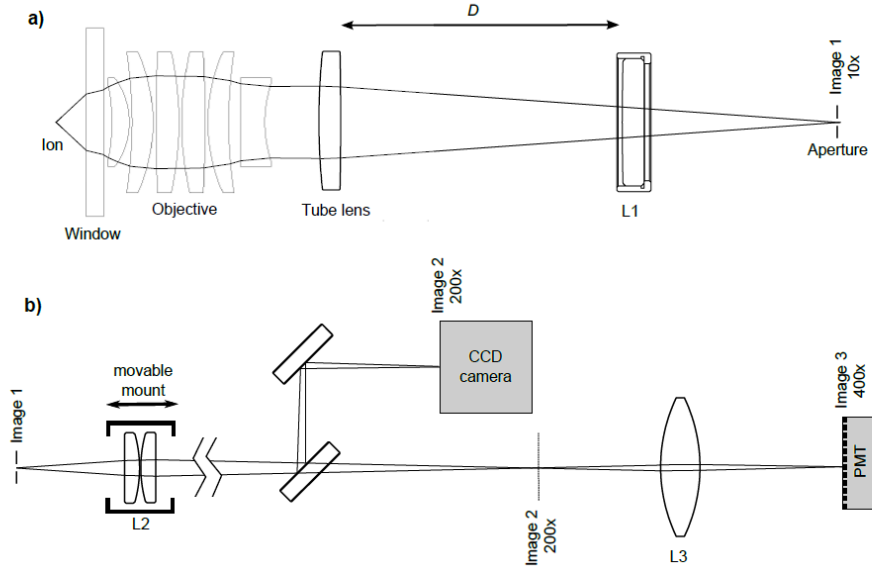 a)
D
Image 1
10x
Ion
Aperture
Objective
Tube lens
L1
Window
b)
Image 2
200x
CCD
camera
movable
mount
Image 1
Image 3
400x
PMT
L2
Image 2
200x
L3